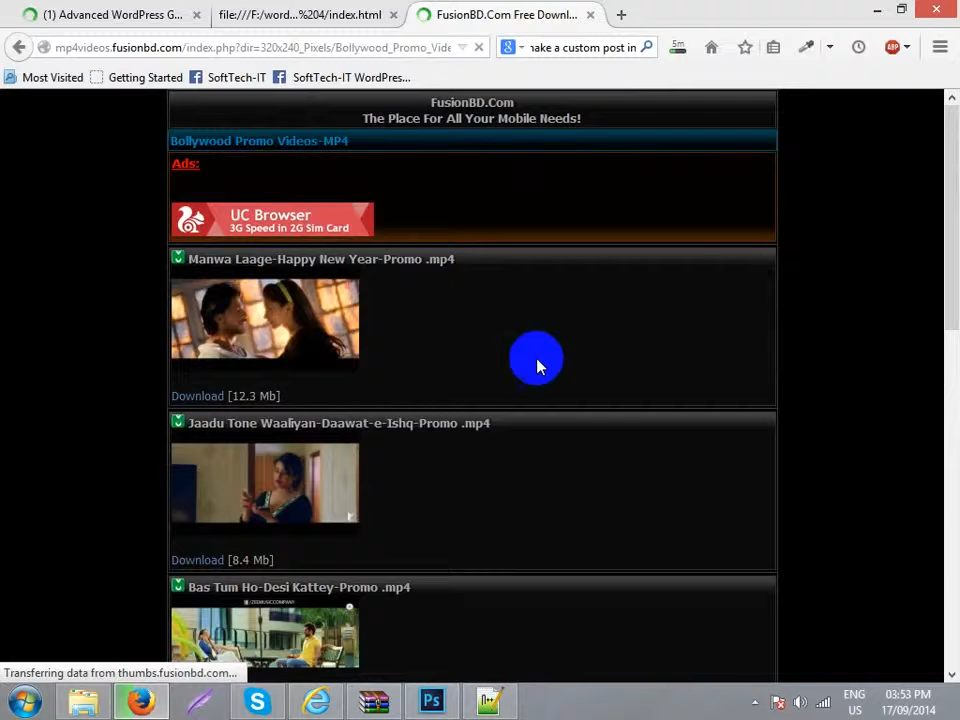 (1) Advanced WordPress G...
file:///F:/word...%204/index.html
FusionBD.Com Free Downl...
mp4videos.fusionbd.com/index.php?dir=320x240_Pixels/Bollywood_Promo_Vide
nake a custom post in
5m
ABP
Most Visited
Getting Started
SoftTech-IT
SoftTech-IT WordPres...
FusionBD.Com
The Place For All Your Mobile Needs!
Bollywood Promo Videos-MP4
Ads:
UC Browser
3G Speed in 2G Sim Card
Manwa Laage-Happy New Year-Promo .mp4
Download [12.3 Mb]
Jaadu Tone Waaliyan-Daawat-e-Ishq-Promo .mp4
Download [8.4 Mb]
Bas Tum Ho-Desi Kattey-Promo .mp4
/ZEEMUSICCOMPANY
Transferring data from thumbs.fusionbd.com...
Ps
ENG
US
03:53 PM
17/09/2014